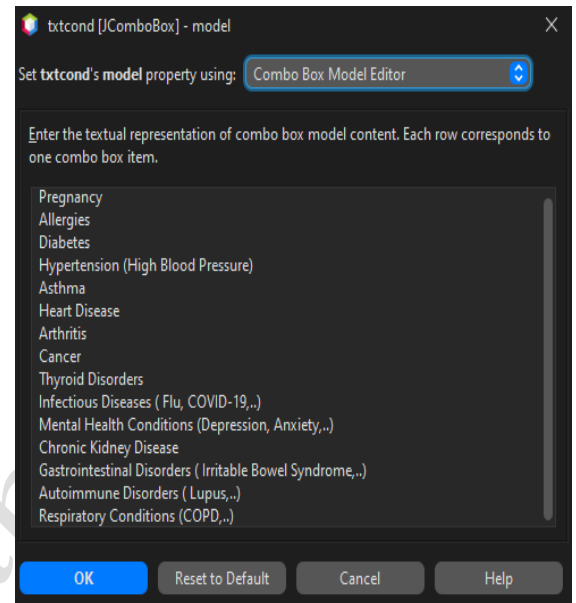 txtcond [JComboBox] - model
Set txtcond's model property using: Combo Box Model Editor
Enter the textual representation of combo box model content. Each row corresponds to
one combo box item.
Pregnancy
Allergies
Diabetes
Hypertension (High Blood Pressure)
Asthma
Heart Disease
Arthritis
Cancer
Thyroid Disorders
Infectious Diseases ( Flu, COVID-19,..)
Mental Health Conditions (Depression, Anxiety,..)
Chronic Kidney Disease
Gastrointestinal Disorders ( Irritable Bowel Syndrome,..)
Autoimmune Disorders ( Lupus,..)
Respiratory Conditions (COPD,..)
OK Reset to Default Cancel Help